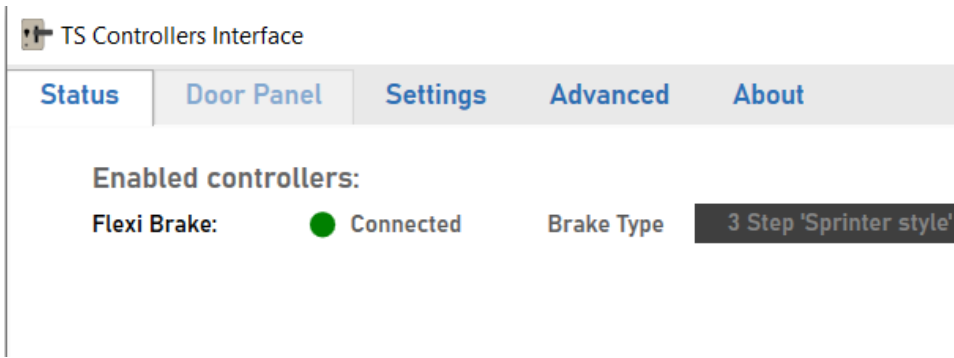 TS Controllers Interface
Status Door Panel Settings Advanced About
Enabled controllers:
Flexi Brake: Connected Brake Type 3 Step 'Sprinter style'